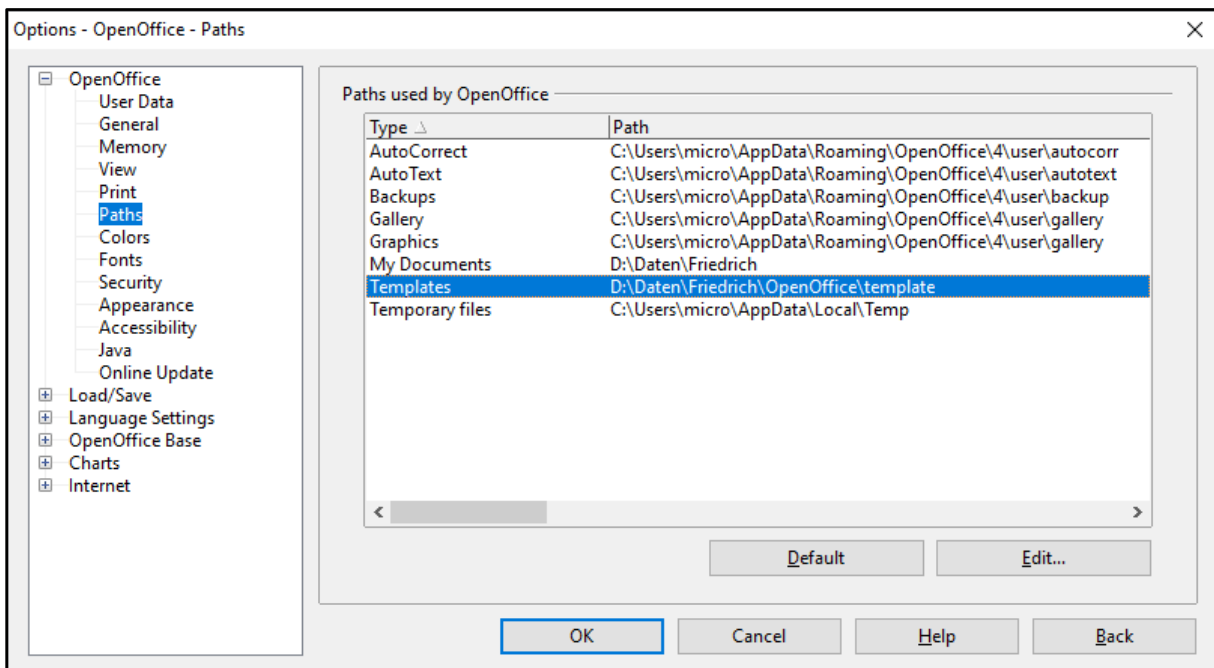 Options - OpenOffice - Paths
OpenOffice
User Data
General
Memory
View
Print
Paths
Colors
Fonts
Security
Appearance
Accessibility
Java
Online Update
Load/Save
Language Settings
OpenOffice Base
Charts
Internet
Paths used by OpenOffice
Type Path
AutoCorrect C:\Users\micro\AppData\Roaming\OpenOffice\4\user\autocorr
AutoText C:\Users\micro\AppData\Roaming\OpenOffice\4\user\autotext
Backups C:\Users\micro\AppData\Roaming\OpenOffice\4\user\backup
Gallery C:\Users\micro\AppData\Roaming\OpenOffice\4\user\gallery
Graphics C:\Users\micro\AppData\Roaming\OpenOffice\4\user\gallery
My Documents D:\Daten\Friedrich
Templates D:\Daten\Friedrich\OpenOffice\template
Temporary files C:\Users\micro\AppData\Local\Temp
Default Edit...
OK Cancel Help Back